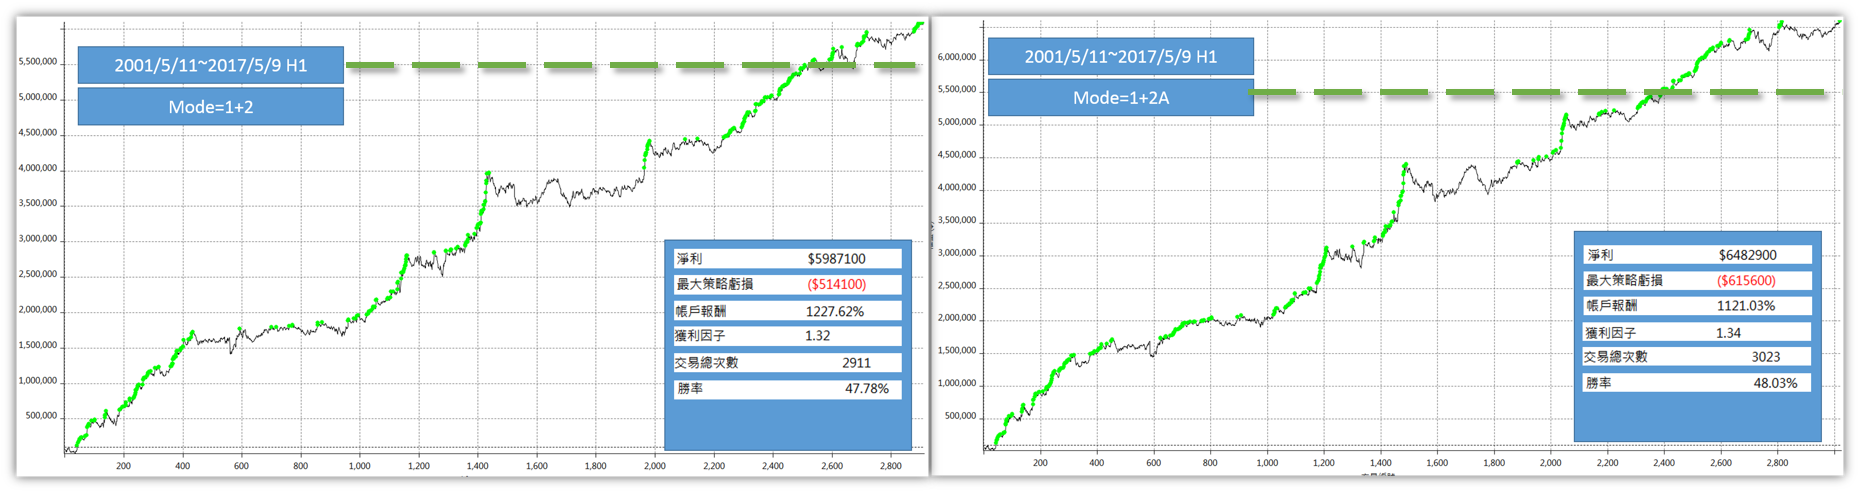 2001/5/11~2017/5/9 H1
Mode=1+2
5,500,000
5,000,000
4,500,000
4,000,000
3,500,000
3,000,000
2,500,000
2,000,000
1,500,000
1,000,000
500,000
淨利 $5987100
最大策略虧損 ($514100)
帳戶報酬 1227.62%
獲利因子 1.32
交易總次數 2911
勝率 47.78%
200 400 600 800 1,000 1,200 1,400 1,600 1,800 2,000 2,200 2,400 2,600 2,800
2001/5/11~2017/5/9 H1
Mode=1+2A
6,000,000
5,500,000
5,000,000
4,500,000
4,000,000
3,500,000
3,000,000
2,500,000
2,000,000
1,500,000
1,000,000
500,000
淨利 $6482900
最大策略虧損 ($615600)
帳戶報酬 1121.03%
獲利因子 1.34
交易總次數 3023
勝率 48.03%
200 400 600 800 1,000 1,200 1,400 1,600 1,800 2,000 2,200 2,400 2,600 2,800